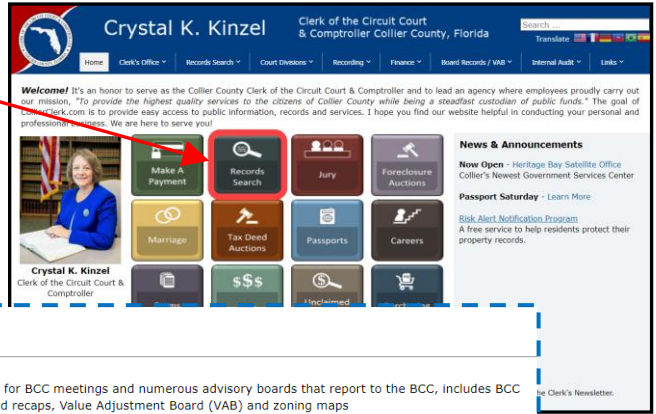 Crystal K. Kinzel
Clerk of the Circuit Court
& Comptroller Collier County, Florida
Search ...
Translate
Home Clerk's Office Records Search Court Divisions Recording Finance Board Records / VAB Internal Audit Links
Welcome! It's an honor to serve as the Collier County Clerk of the Circuit Court & Comptroller and to lead an agency where employees proudly carry out
our mission, "To provide the highest quality services to the citizens of Collier County while being a steadfast custodian of public funds." The goal of
CollierClerk.com is to provide easy access to public information, records and services. I hope you find our website helpful in conducting your personal and
professional business. We are here to serve you!
Make A Payment
Records Search
Jury
Foreclosure Auctions
Marriage
Tax Deed Auctions
Passports
Careers
$$$
Unclaimed
Crystal K. Kinzel
Clerk of the Circuit Court &
Comptroller
News & Announcements
Now Open - Heritage Bay Satellite Office
Collier's Newest Government Services Center
Passport Saturday - Learn More
Risk Alert Notification Program
A free service to help residents protect their
property records.
he Clerk's Newsletter.
for BCC meetings and numerous advisory boards that report to the BCC, includes BCC
d recaps, Value Adjustment Board (VAB) and zoning maps